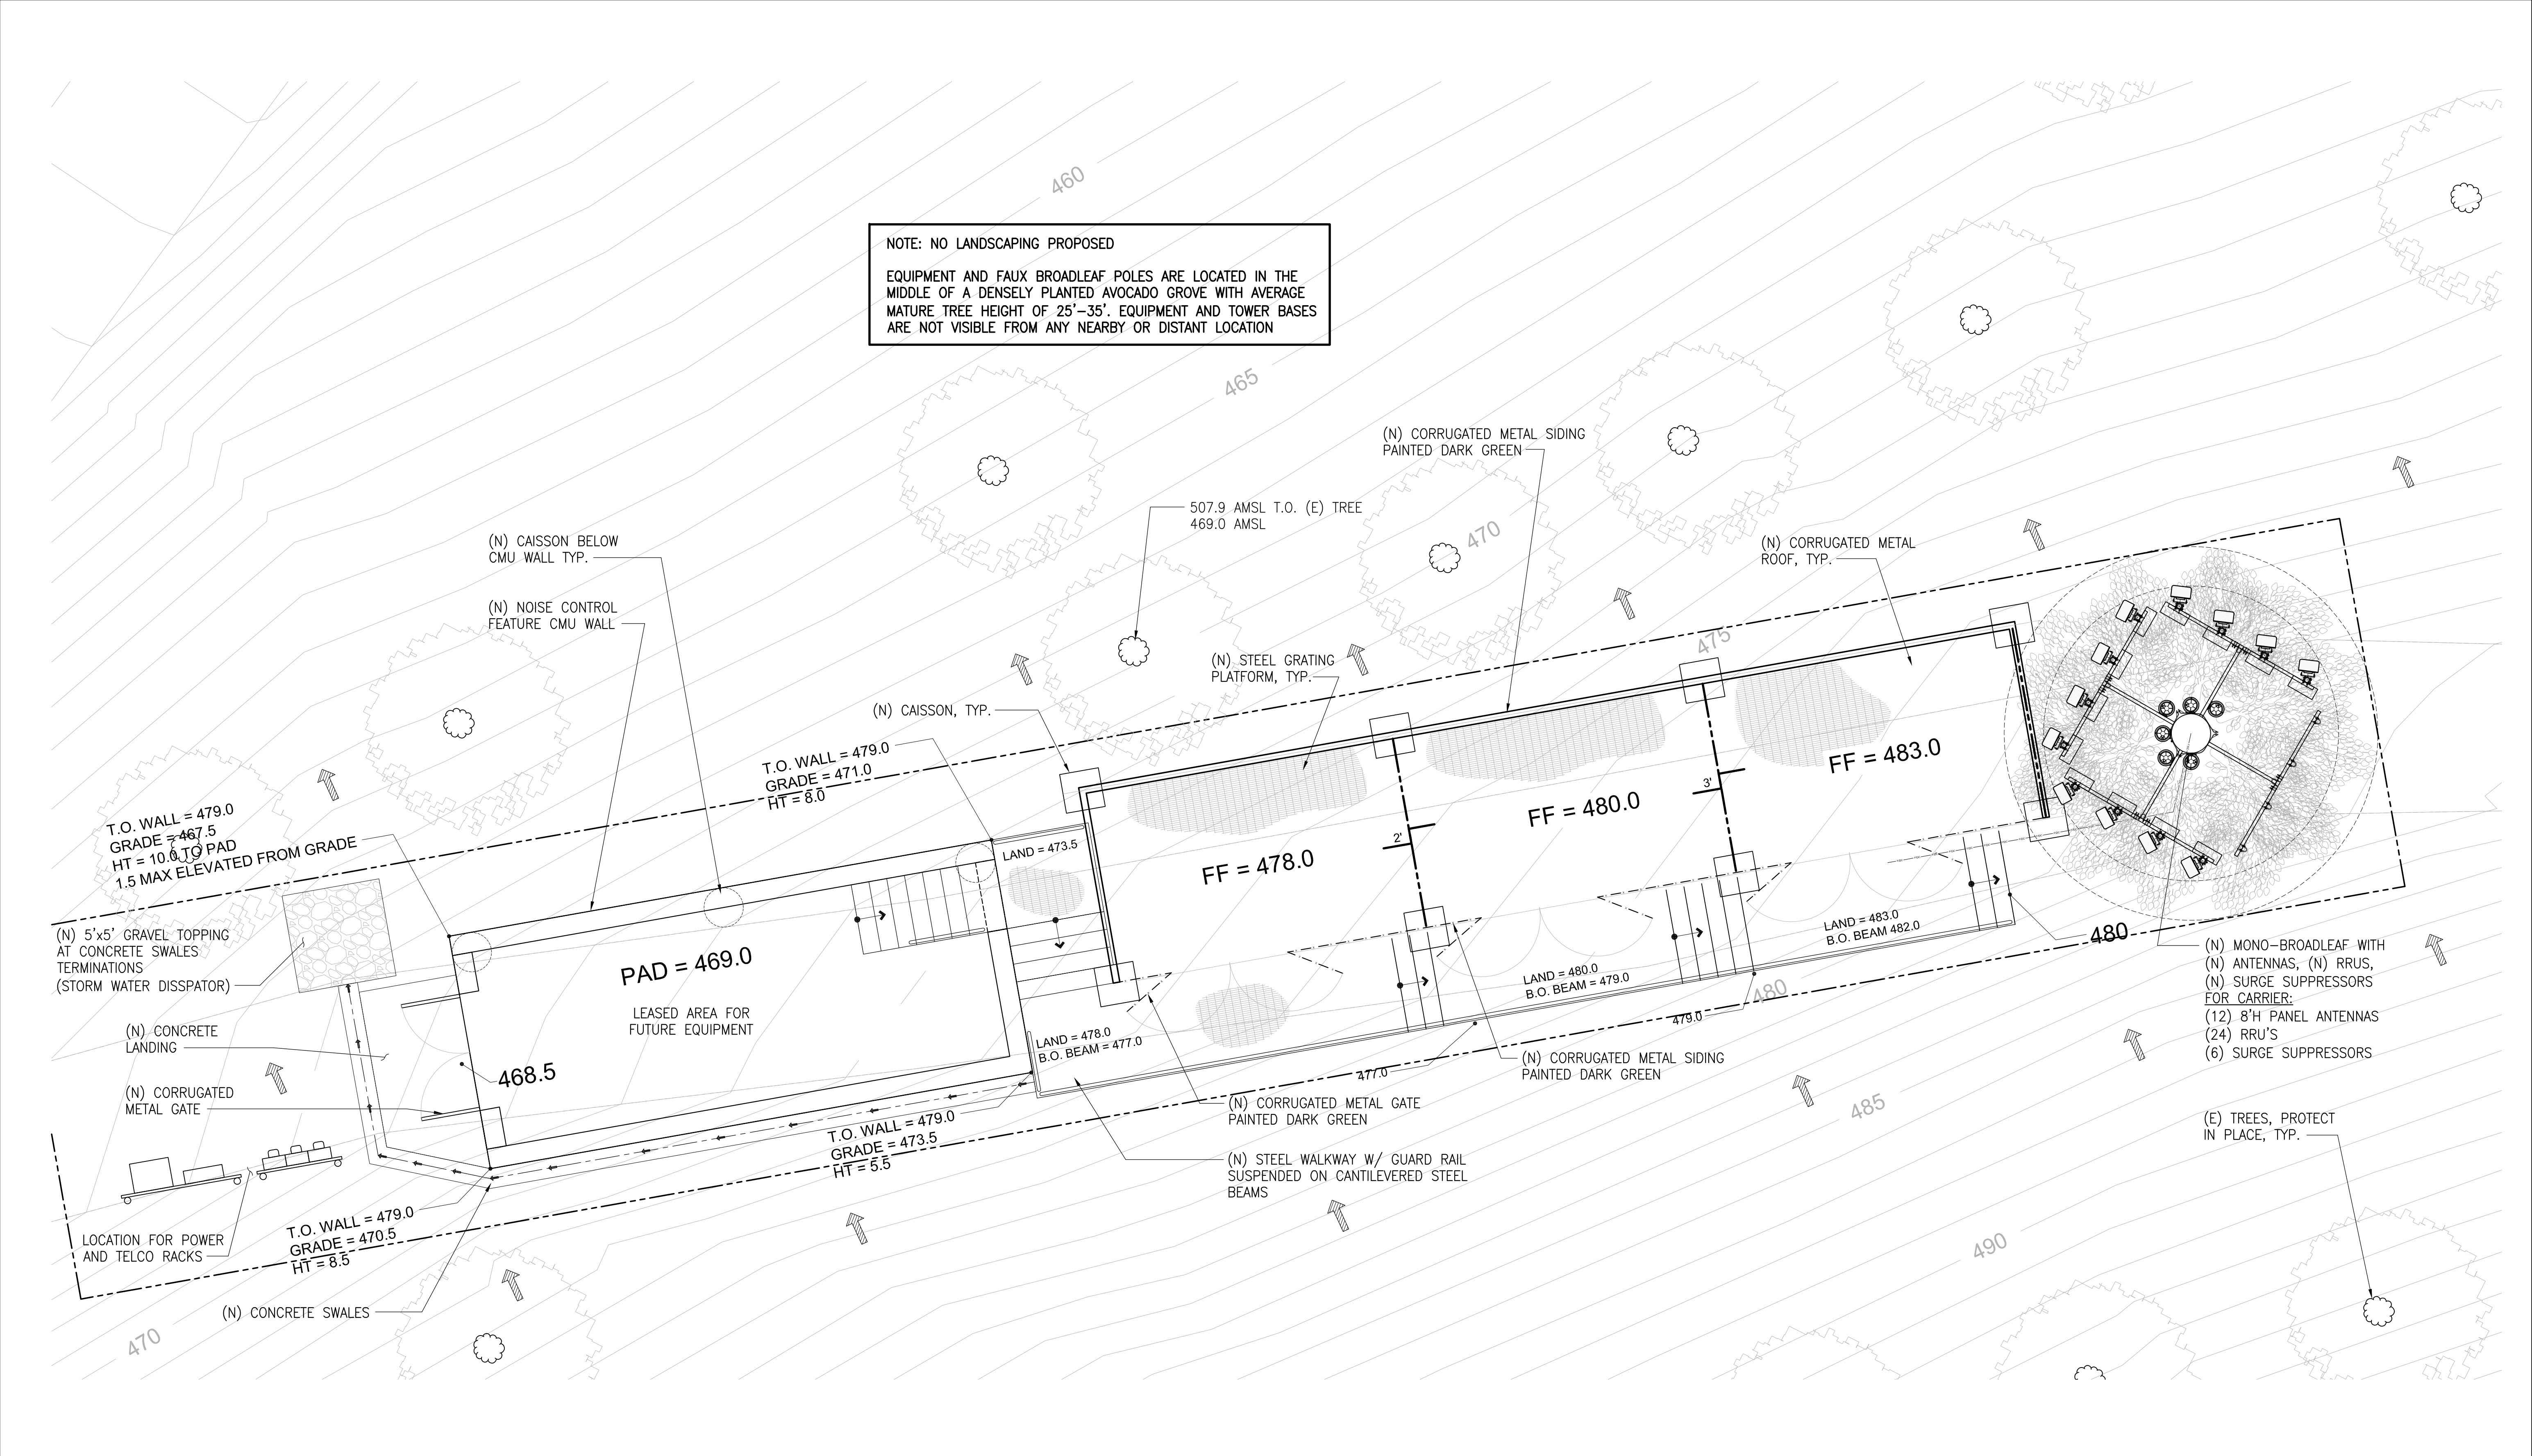 460
NOTE: NO LANDSCAPING PROPOSED
EQUIPMENT AND FAUX BROADLEAF POLES ARE LOCATED IN THE
MIDDLE OF A DENSELY PLANTED AVOCADO GROVE WITH AVERAGE
MATURE TREE HEIGHT OF 25'-35'. EQUIPMENT AND TOWER BASES
ARE NOT VISIBLE FROM ANY NEARBY OR DISTANT LOCATION
465
(N) CORRUGATED METAL SIDING
PAINTED DARK GREEN
507.9 AMSL T.O. (E) TREE
469.0 AMSL
470
(N) CAISSON BELOW
CMU WALL TYP.
(N) CORRUGATED METAL
ROOF, TYP.
(N) NOISE CONTROL
FEATURE CMU WALL
475
(N) STEEL GRATING
PLATFORM, TYP.
(N) CAISSON, TYP.
T.O. WALL = 479.0
GRADE = 471.0
HT = 8.0
FF = 483.0
3'
FF = 480.0
2'
FF = 478.0
T.O. WALL = 479.0
GRADE = 467.5
HT = 10.0 TO PAD
1.5 MAX ELEVATED FROM GRADE
LAND = 473.5
LAND = 483.0
B.O. BEAM 482.0
480
(N) 5'x5' GRAVEL TOPPING
AT CONCRETE SWALES
TERMINATIONS
(STORM WATER DISSPATOR)
PAD = 469.0
LEASED AREA FOR
FUTURE EQUIPMENT
LAND = 480.0
B.O. BEAM = 479.0
480
479.0
(N) MONO-BROADLEAF WITH
(N) ANTENNAS, (N) RRUS,
(N) SURGE SUPPRESSORS
FOR CARRIER:
(12) 8'H PANEL ANTENNAS
(24) RRU'S
(6) SURGE SUPPRESSORS
(N) CONCRETE
LANDING
LAND = 478.0
B.O. BEAM = 477.0
(N) CORRUGATED METAL SIDING
PAINTED DARK GREEN
477.0
468.5
(N) CORRUGATED
METAL GATE
(N) CORRUGATED METAL GATE
PAINTED DARK GREEN
485
(E) TREES, PROTECT
IN PLACE, TYP.
T.O. WALL = 479.0
GRADE = 473.5
HT = 5.5
(N) STEEL WALKWAY W/ GUARD RAIL
SUSPENDED ON CANTILEVERED STEEL
BEAMS
T.O. WALL = 479.0
GRADE = 470.5
HT = 8.5
LOCATION FOR POWER
AND TELCO RACKS
490
(N) CONCRETE SWALES
470